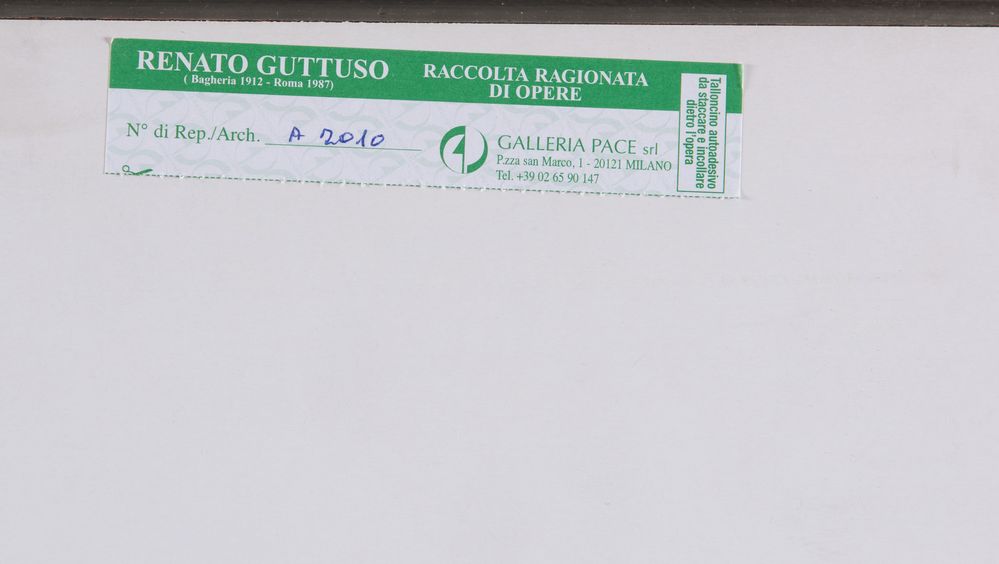 RENATO GUTTUSO
( Bagheria 1912 - Roma 1987)
RACCOLTA RAGIONATA
DI OPERE
N° di Rep./Arch. A 2010
GALLERIA PACE srl
P.zza san Marco, 1 - 20121 MILANO
Tel. +39 02 65 90 147
Talloncino autoadesivo
da staccare e incollare
dietro l'opera